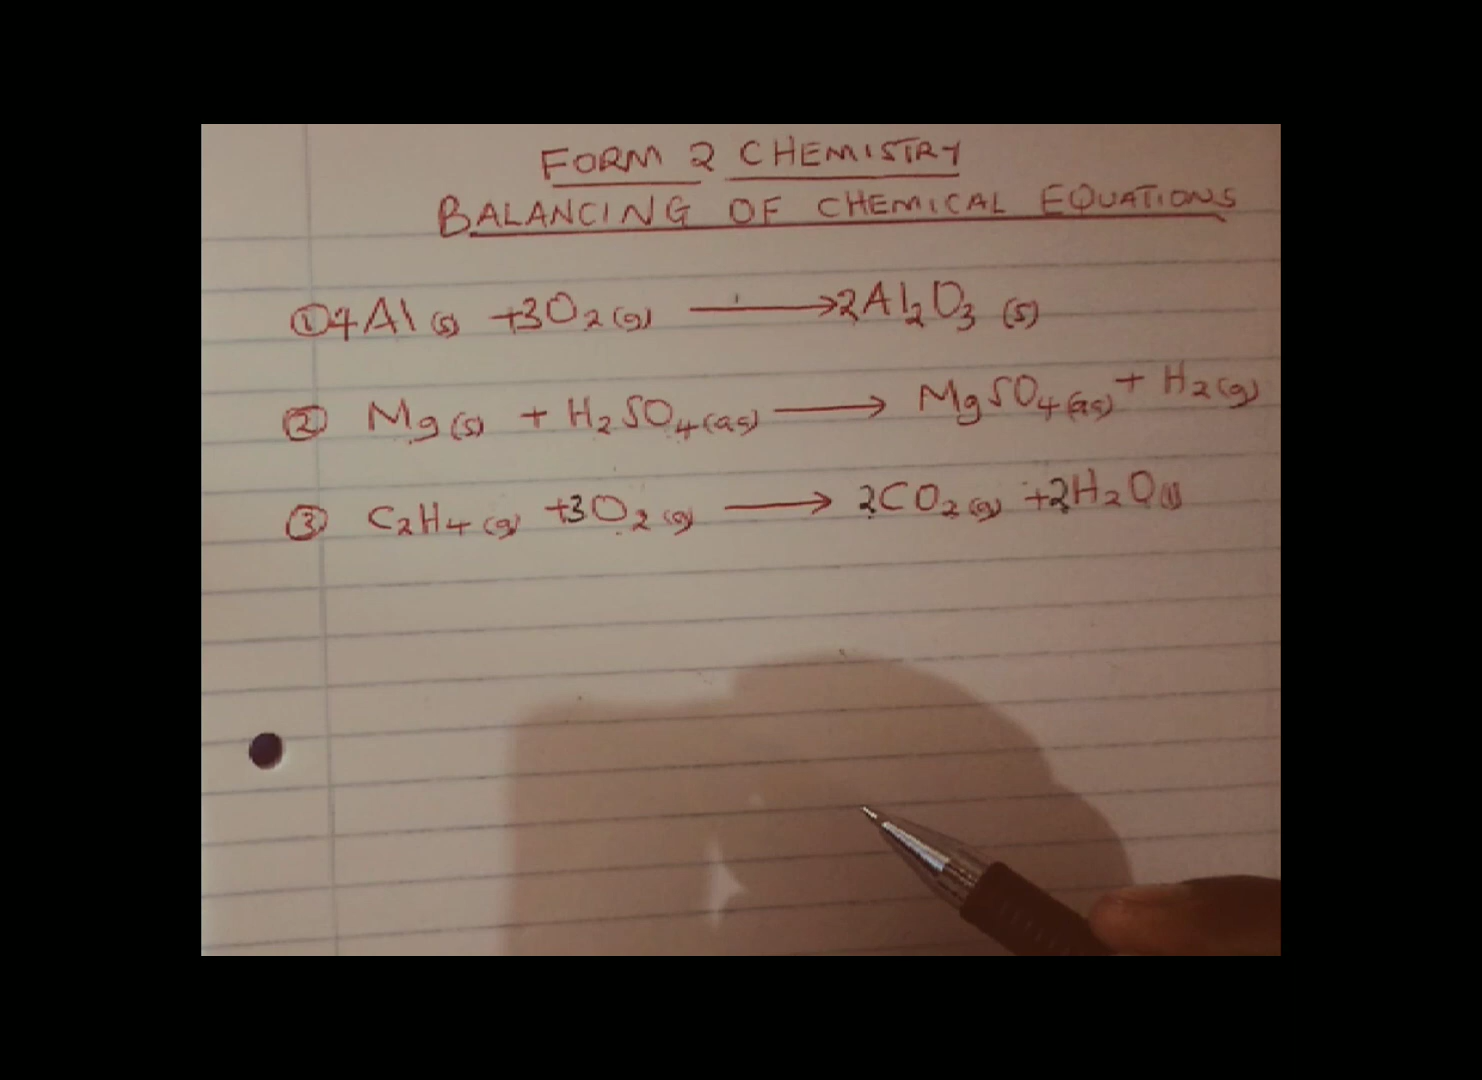 FORM 2 CHEMISTRY
BALANCING OF CHEMICAL EQUATIONS
① 4Al(s) + 3O₂(g) ⟶ 2Al₂O₃(s)
② Mg(s) + H₂SO₄(aq) ⟶ MgSO₄(aq) + H₂(g)
③ C₂H₄(g) + 3O₂(g) ⟶ 2CO₂(g) + 2H₂O(l)